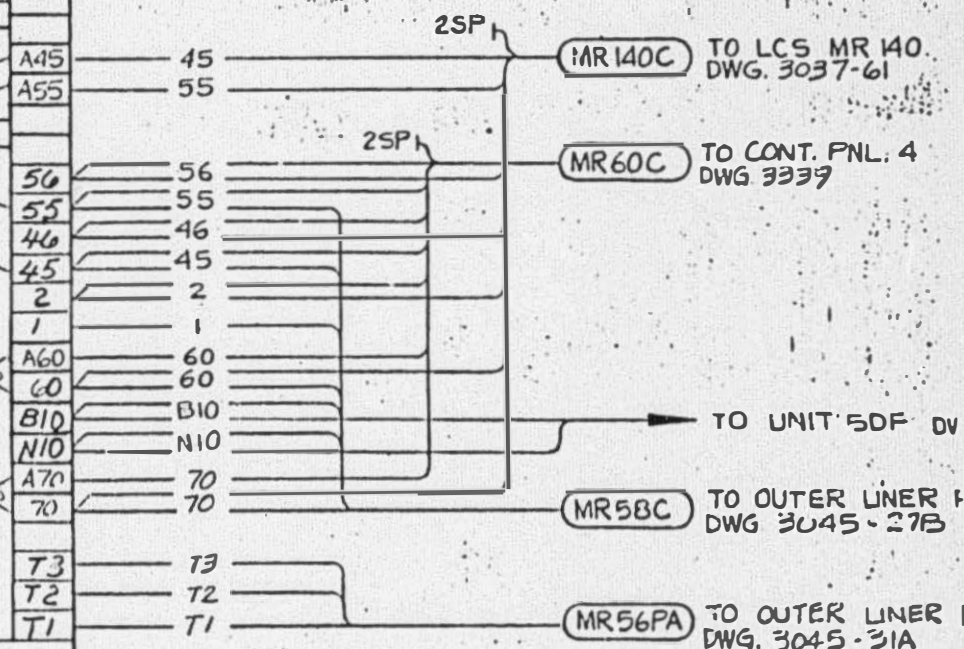 2SP
A45 45 MR140C TO LCS MR 140.
DWG. 3037-61
A55 55
2SP
MR60C TO CONT. PNL. 4
DWG 3339
56 56
55 55
46 46
45 45
2 2
1 1
A60 60
60 60
B10 B10
TO UNIT 5DF DV
N10 N10
A70 70
70 70
MR58C TO OUTER LINER
DWG 3045-27B
T3 T3
T2 T2
T1 T1
MR56PA TO OUTER LINER
DWG. 3045-31A